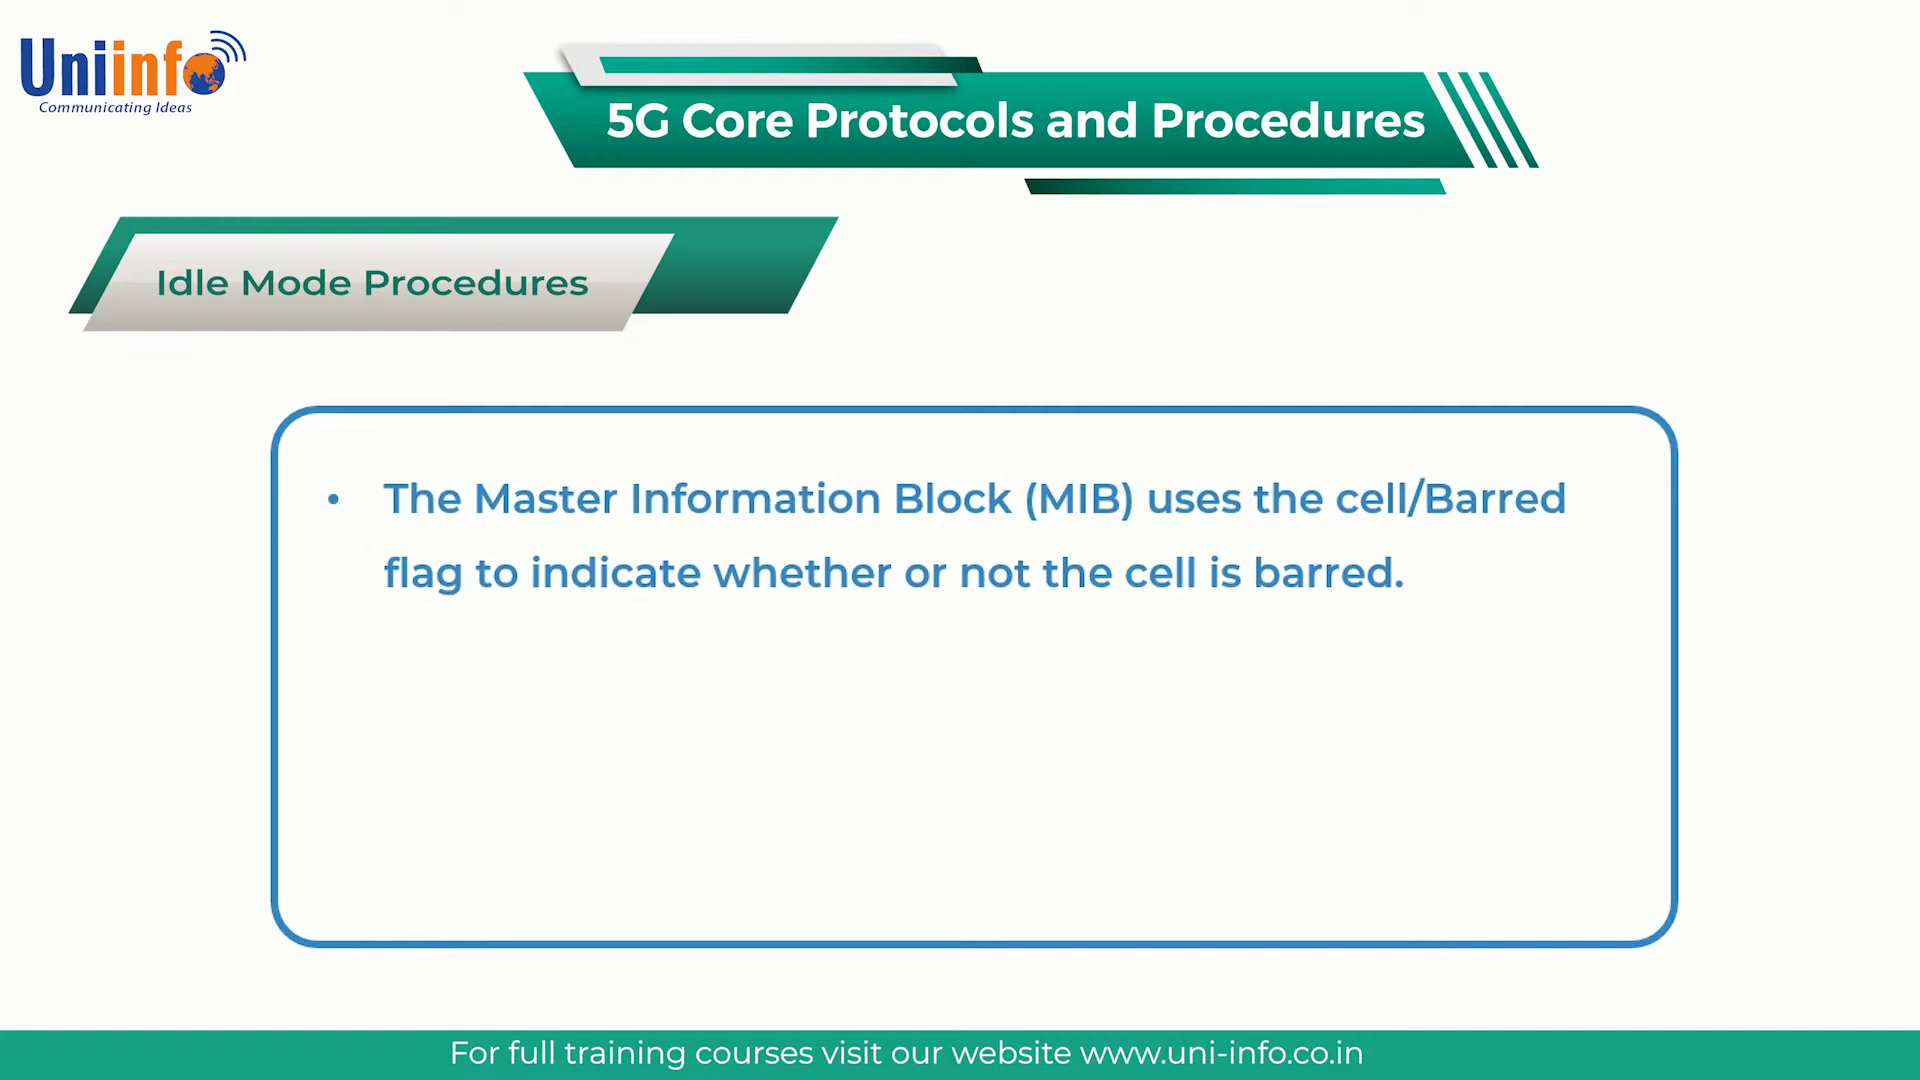 Uniinfo
Communicating Ideas
5G Core Protocols and Procedures
Idle Mode Procedures
• The Master Information Block (MIB) uses the cell/Barred
flag to indicate whether or not the cell is barred.
For full training courses visit our website www.uni-info.co.in